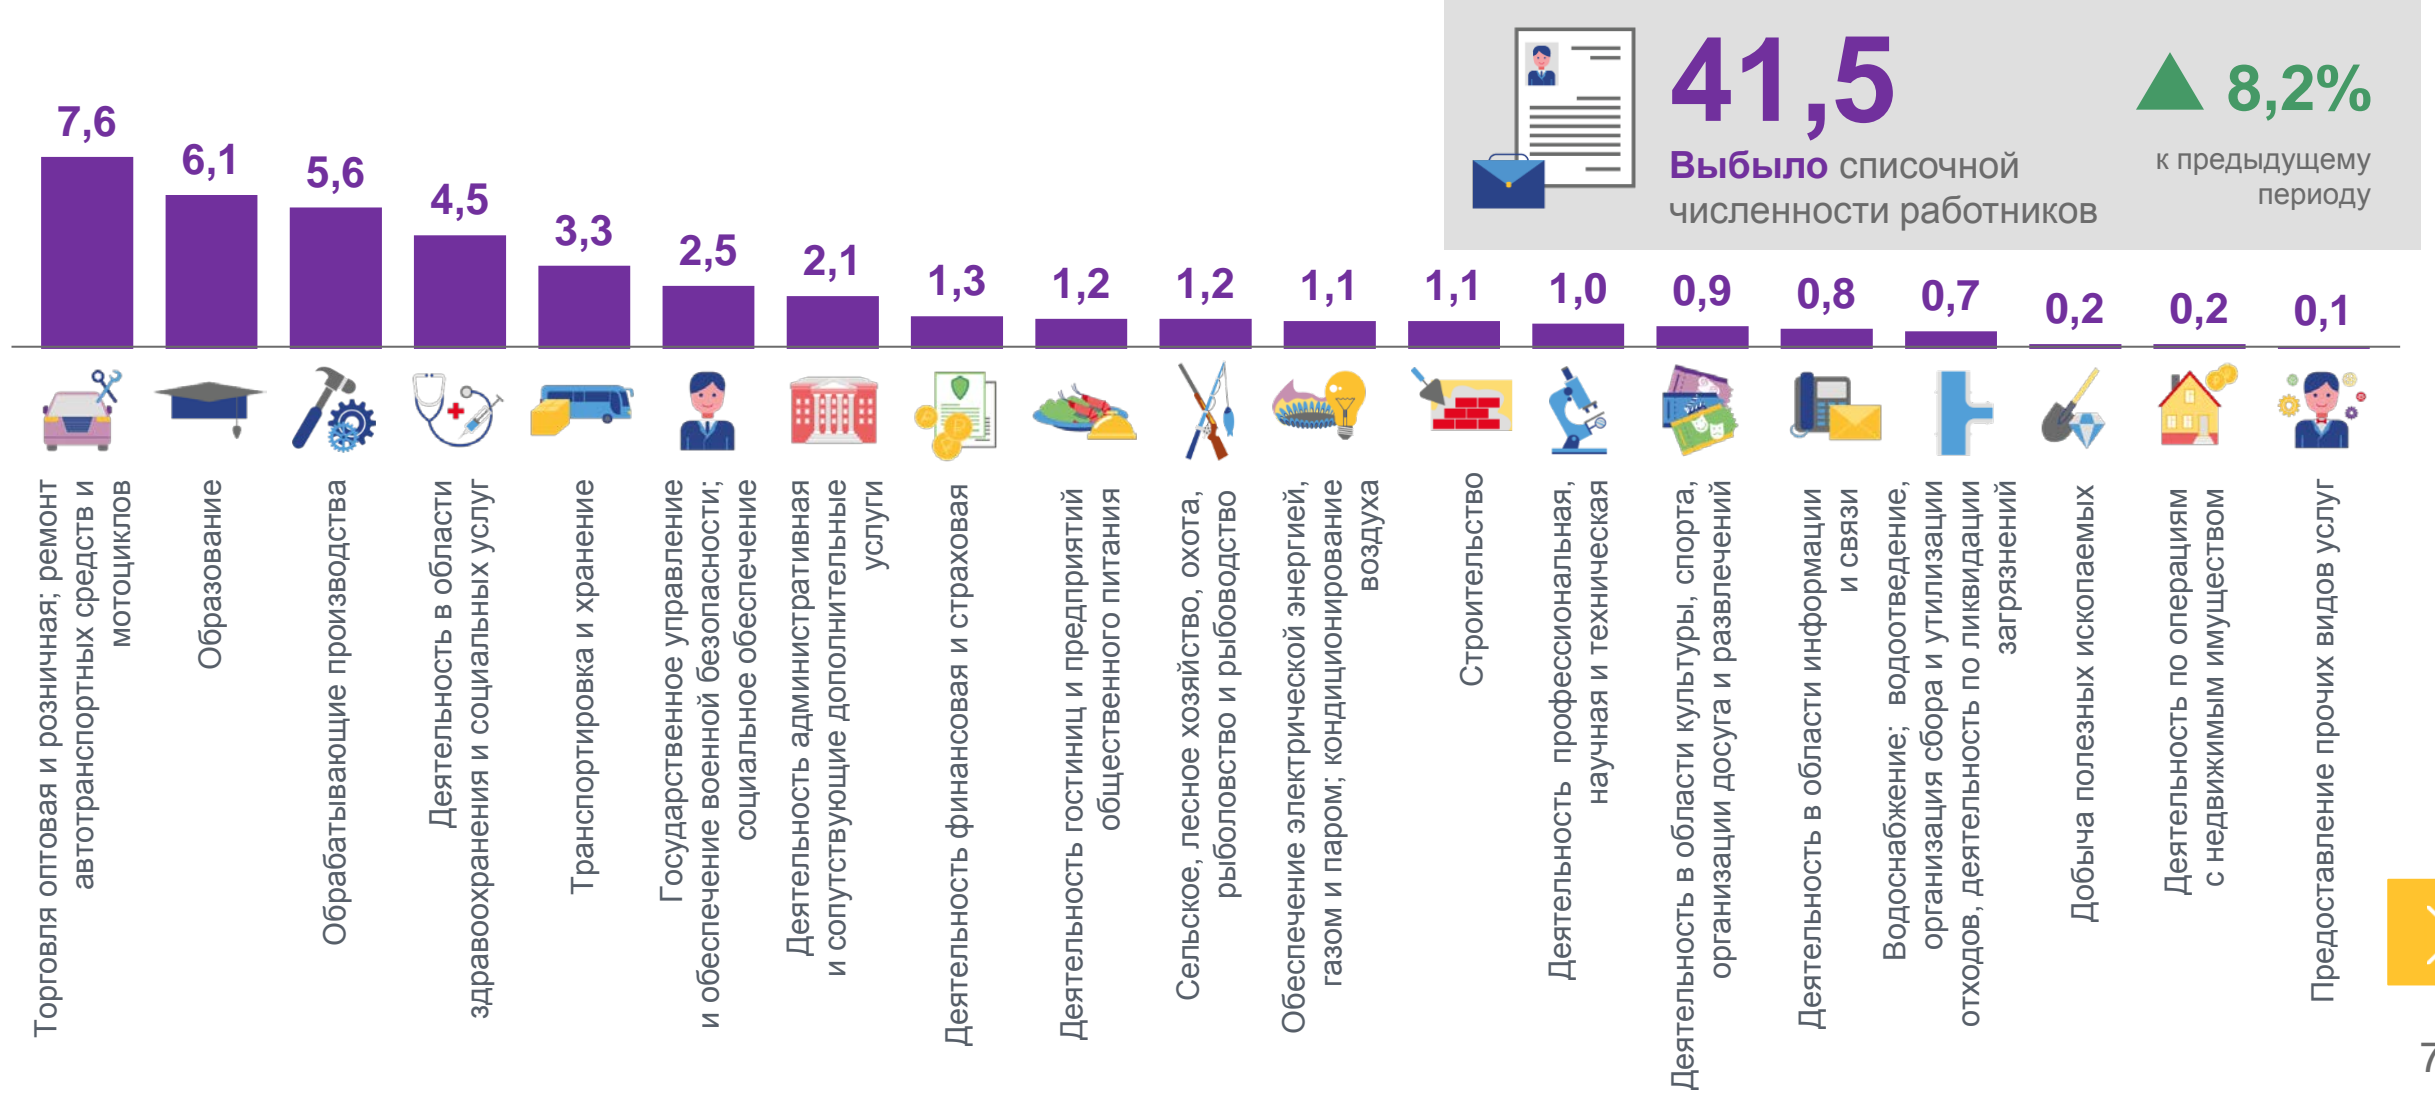 41,5
Выбыло списочной
численности работников
8,2%
к предыдущему
периоду
7,6
6,1
5,6
4,5
3,3
2,5
2,1
1,3
1,2
1,2
1,1
1,1
1,0
0,9
0,8
0,7
0,2
0,2
0,1
Торговля оптовая и розничная; ремонт
автотранспортных средств и
мотоциклов
Образование
Обрабатывающие производства
Деятельность в области
здравоохранения и социальных услуг
Транспортировка и хранение
Государственное управление
и обеспечение военной безопасности;
социальное обеспечение
Деятельность административная
и сопутствующие дополнительные
услуги
Деятельность финансовая и страховая
Деятельность гостиниц и предприятий
общественного питания
Сельское, лесное хозяйство, охота,
рыболовство и рыбоводство
Обеспечение электрической энергией,
газом и паром; кондиционирование
воздуха
Строительство
Деятельность профессиональная,
научная и техническая
Деятельность в области культуры, спорта,
организации досуга и развлечений
Деятельность в области информации
и связи
Водоснабжение; водоотведение,
организация сбора и утилизации
отходов, деятельность по ликвидации
загрязнений
Добыча полезных ископаемых
Деятельность по операциям
с недвижимым имуществом
Предоставление прочих видов услуг
7